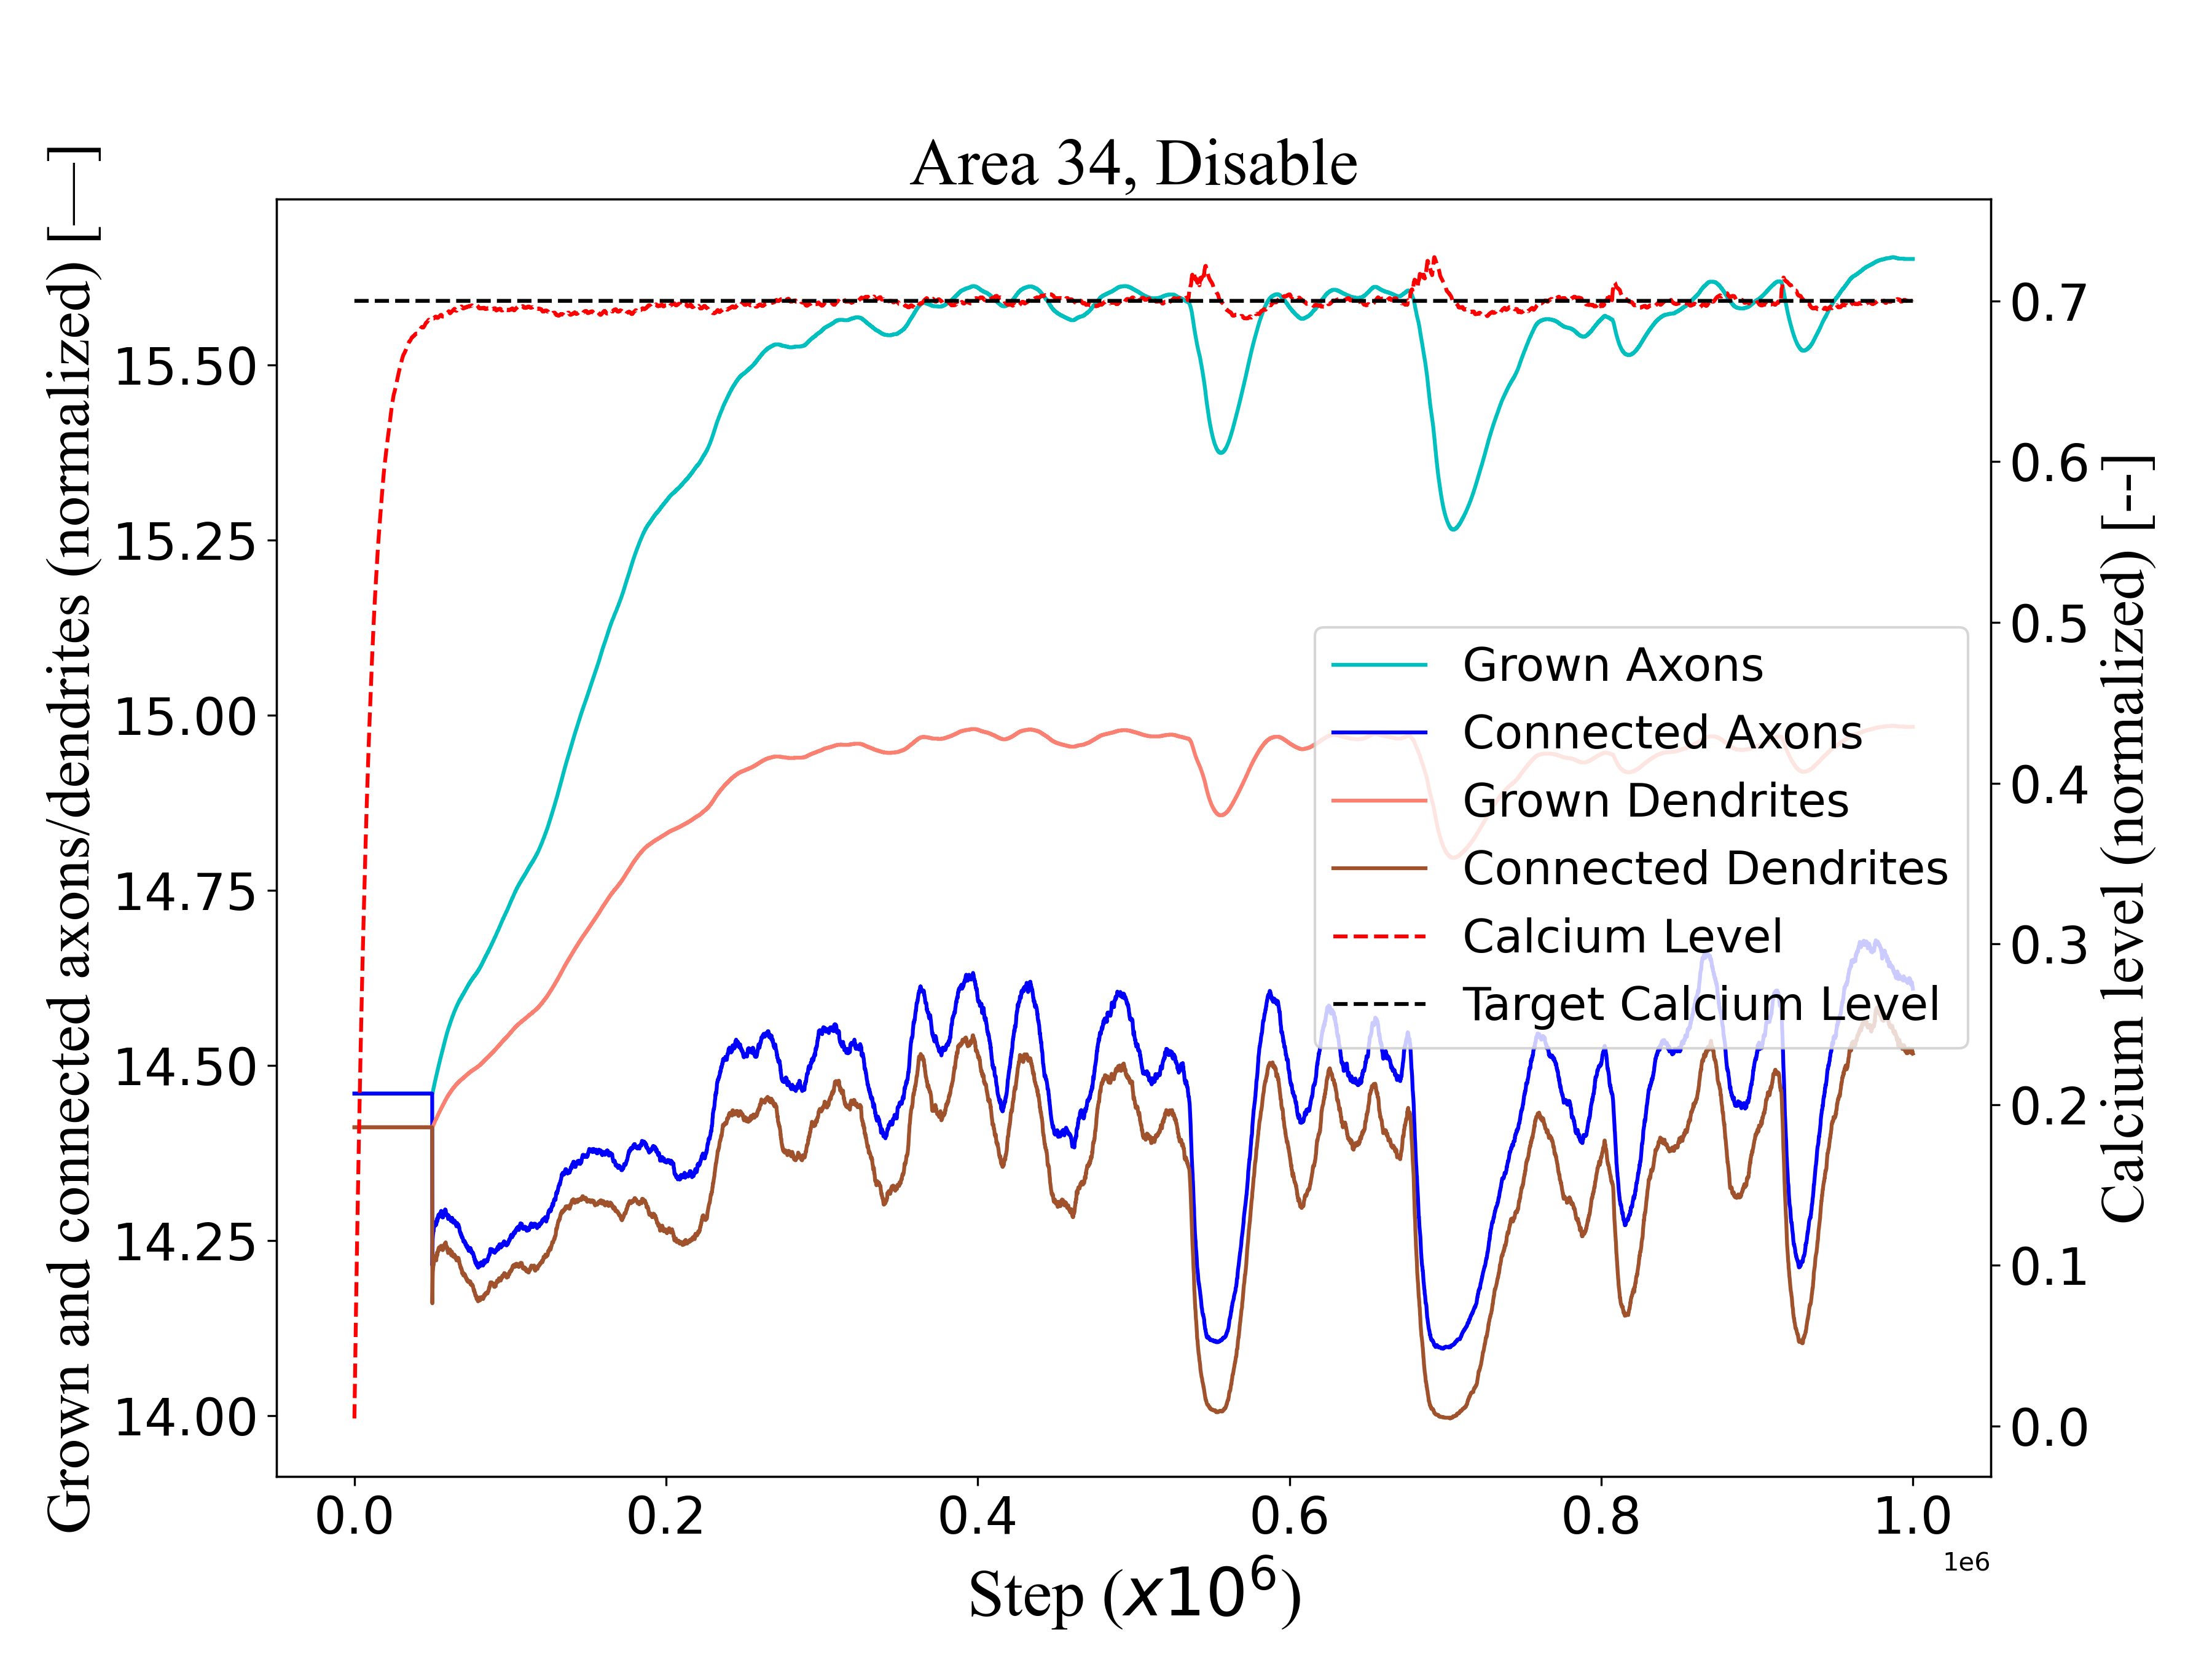 Area 34, Disable
Grown and connected axons/dendrites (normalized) [—]
15.50
15.25
15.00
14.75
14.50
14.25
14.00
0.7
0.6
0.5
0.4
0.3
0.2
0.1
0.0
Calcium level (normalized) [--]
Grown Axons
Connected Axons
Grown Dendrites
Connected Dendrites
Calcium Level
Target Calcium Level
0.0 0.2 0.4 0.6 0.8 1.0
1e6
Step (x10⁶)